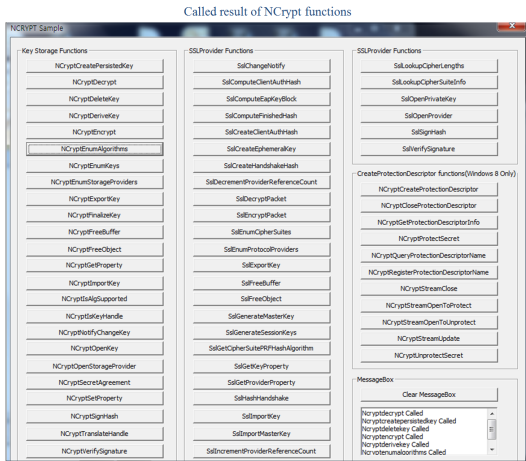 Called result of NCrypt functions
NCRYPT Sample
Key Storage Functions
NCryptCreatePersistedKey
NCryptDecrypt
NCryptDeleteKey
NCryptDeriveKey
NCryptEncrypt
NCryptEnumAlgorithms
NCryptEnumKeys
NCryptEnumStorageProviders
NCryptExportKey
NCryptFinalizeKey
NCryptFreeBuffer
NCryptFreeObject
NCryptGetProperty
NCryptImportKey
NCryptIsAlgSupported
NCryptIsKeyHandle
NCryptNotifyChangeKey
NCryptOpenKey
NCryptOpenStorageProvider
NCryptSecretAgreement
NCryptSetProperty
NCryptSignHash
NCryptTranslateHandle
NCryptVerifySignature
SSLProvider Functions
SslChangeNotify
SslComputeClientAuthHash
SslComputeEapKeyBlock
SslComputeFinishedHash
SslCreateClientAuthHash
SslCreateEphemeralKey
SslCreateHandshakeHash
SslDecrementProviderReferenceCount
SslDecryptPacket
SslEncryptPacket
SslEnumCipherSuites
SslEnumProtocolProviders
SslExportKey
SslFreeBuffer
SslFreeObject
SslGenerateMasterKey
SslGenerateSessionKeys
SslGetCipherSuitePRFHashAlgorithm
SslGetKeyProperty
SslGetProviderProperty
SslHashHandshake
SslImportKey
SslImportMasterKey
SslIncrementProviderReferenceCount
SSLProvider Functions
SslLookupCipherLengths
SslLookupCipherSuiteInfo
SslOpenPrivateKey
SslOpenProvider
SslSignHash
SslVerifySignature
CreateProtectionDescriptor functions(Windows 8 Only)
NCryptCreateProtectionDescriptor
NCryptCloseProtectionDescriptor
NCryptGetProtectionDescriptorInfo
NCryptProtectSecret
NCryptQueryProtectionDescriptorName
NCryptRegisterProtectionDescriptorName
NCryptStreamClose
NCryptStreamOpenToProtect
NCryptStreamOpenToUnprotect
NCryptStreamUpdate
NCryptUnprotectSecret
MessageBox
Clear MessageBox
Ncryptdecrypt Called
Ncryptcreatepersistedkey Called
Ncryptdeletekey Called
Ncryptderivekey Called
Ncryptenumalgorithms Called